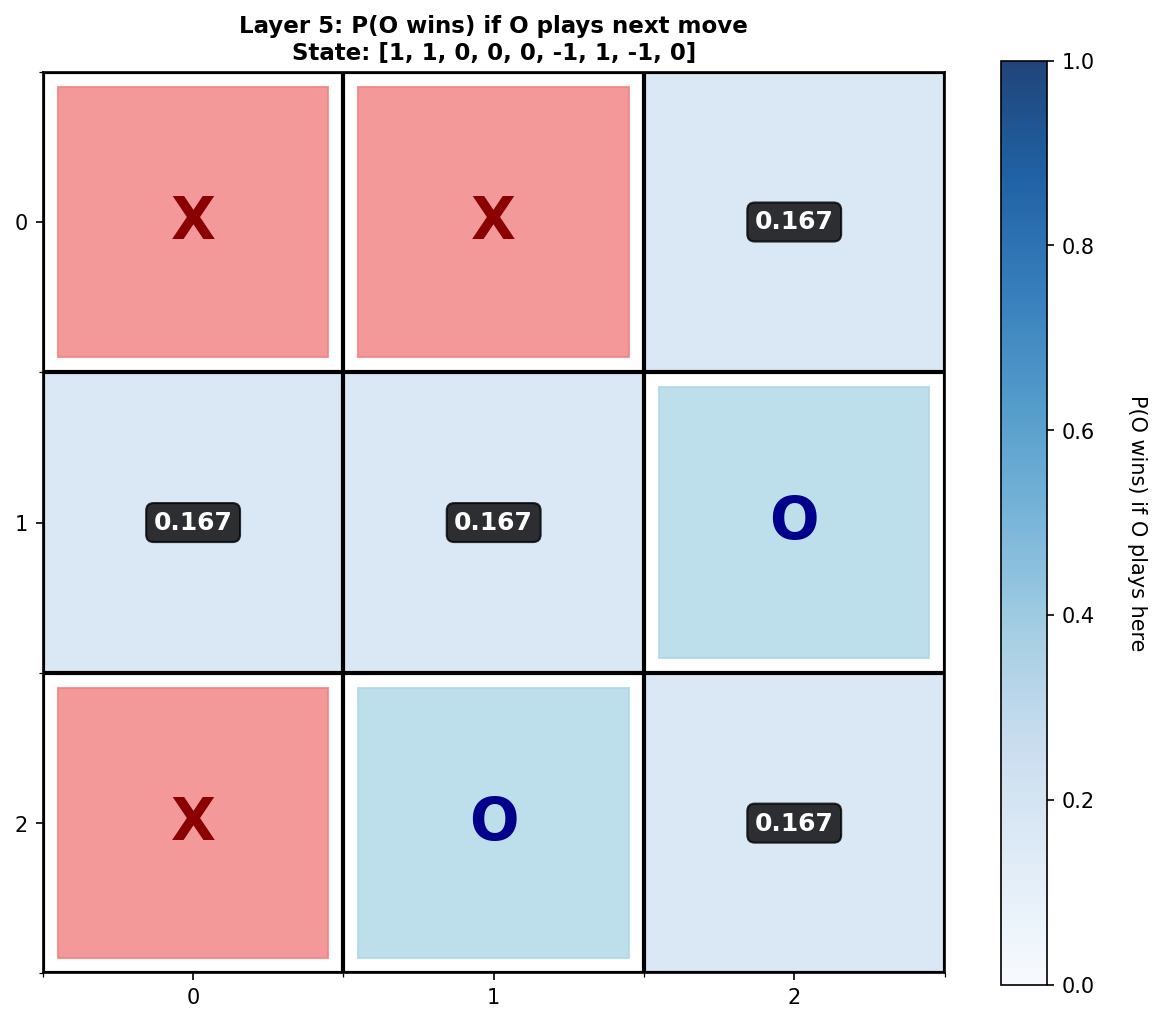 Layer 5: P(O wins) if O plays next move
State: [1, 1, 0, 0, 0, -1, 1, -1, 0]
0
X
X
0.167
1
0.167
0.167
O
2
X
O
0.167
0
1
2
1.0
0.8
0.6
0.4
0.2
0.0
P(O wins) if O plays here